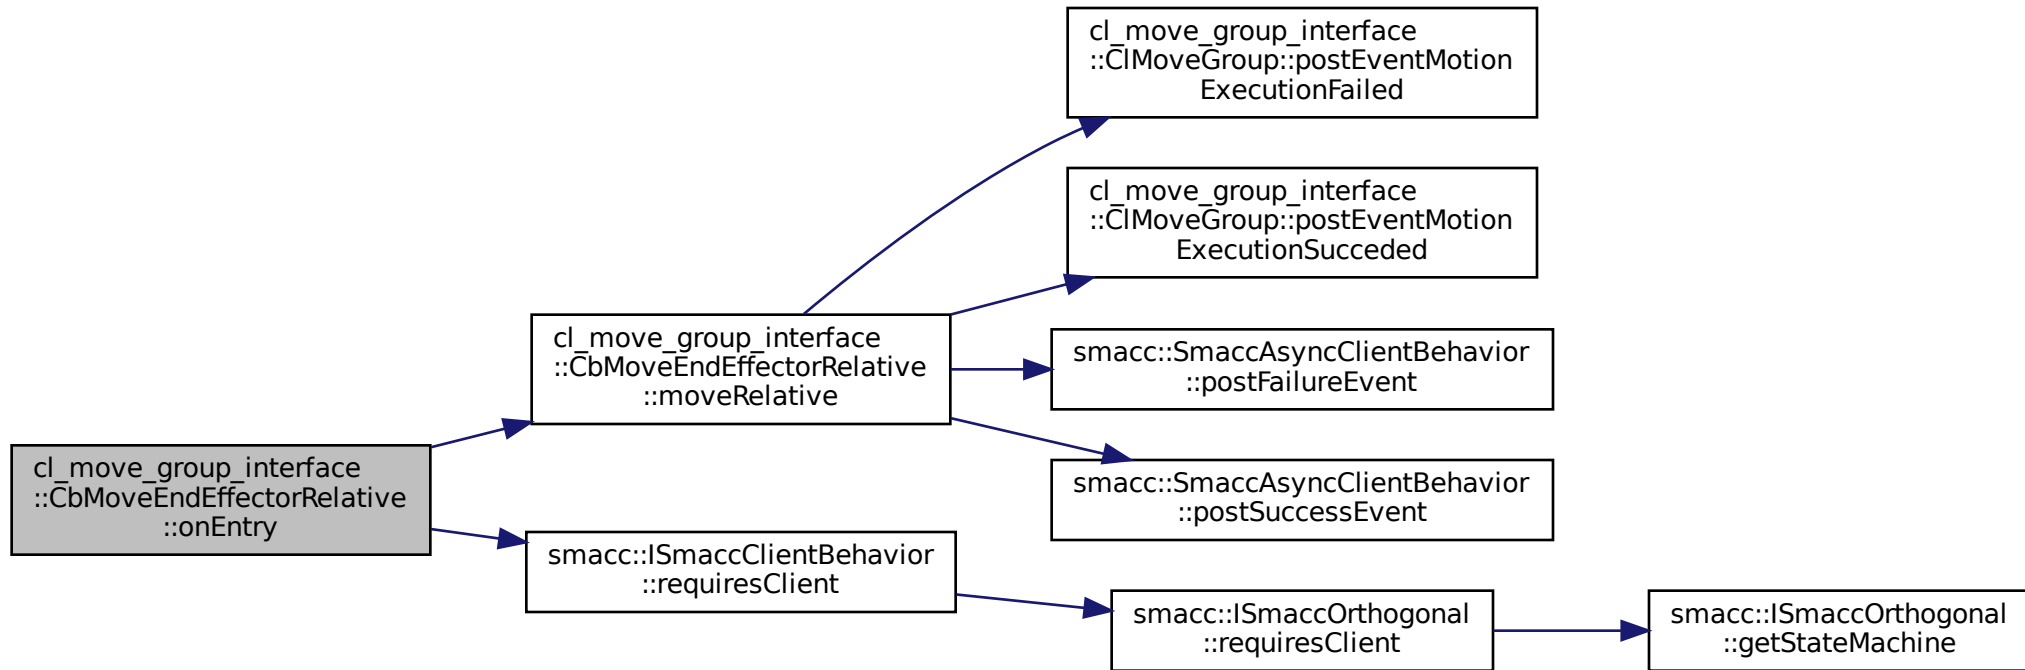 cl_move_group_interface
::ClMoveGroup::postEventMotion
ExecutionFailed
cl_move_group_interface
::ClMoveGroup::postEventMotion
ExecutionSucceded
cl_move_group_interface
::CbMoveEndEffectorRelative
::moveRelative
smacc::SmaccAsyncClientBehavior
::postFailureEvent
cl_move_group_interface
::CbMoveEndEffectorRelative
::onEntry
smacc::SmaccAsyncClientBehavior
::postSuccessEvent
smacc::ISmaccClientBehavior
::requiresClient
smacc::ISmaccOrthogonal
::requiresClient
smacc::ISmaccOrthogonal
::getStateMachine